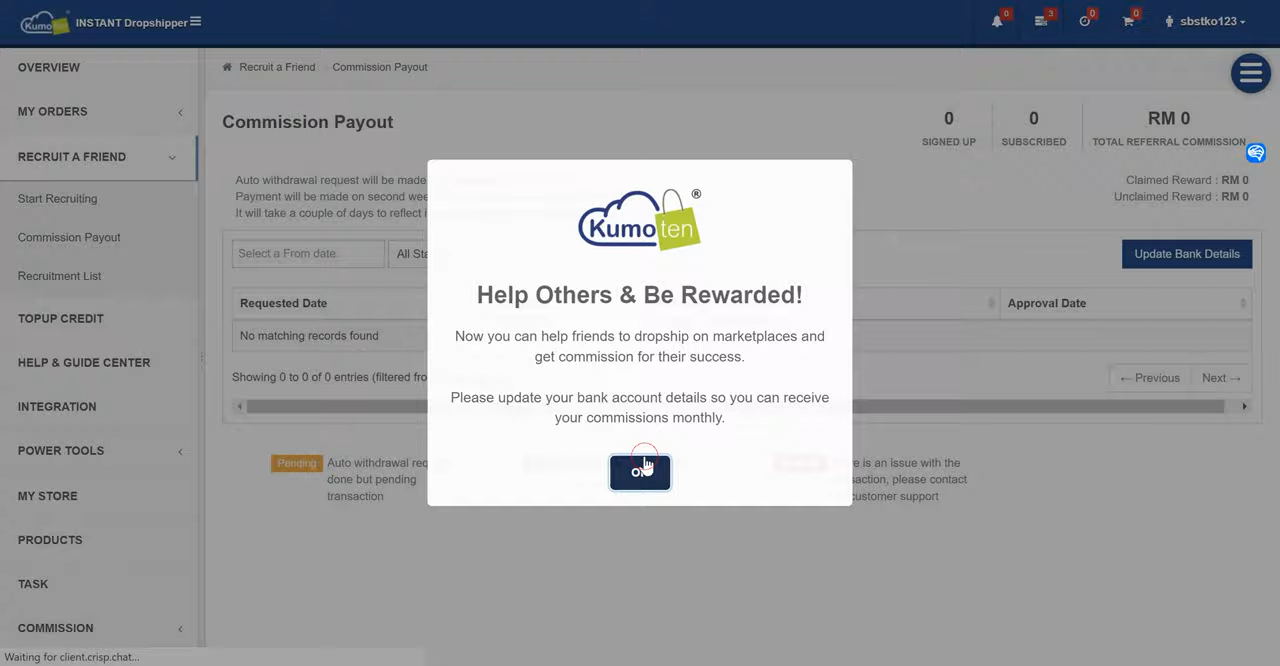 Kumoten INSTANT Dropshipper
0
3
0
0
sbstko123
OVERVIEW
MY ORDERS
RECRUIT A FRIEND
Start Recruiting
Commission Payout
Recruitment List
TOPUP CREDIT
HELP & GUIDE CENTER
INTEGRATION
POWER TOOLS
MY STORE
PRODUCTS
TASK
COMMISSION
Waiting for client.crisp.chat...
Recruit a Friend Commission Payout
Commission Payout
0
SIGNED UP
0
SUBSCRIBED
RM 0
TOTAL REFERRAL COMMISSION
Auto withdrawal request will be made
Payment will be made on second wee
It will take a couple of days to reflect i
Claimed Reward : RM 0
Unclaimed Reward : RM 0
Select a From date
All Sta
Update Bank Details
Requested Date
Approval Date
No matching records found
Showing 0 to 0 of 0 entries (filtered fro
← Previous
Next →
Pending
Auto withdrawal req
done but pending
transaction
re is an issue with the
saction, please contact
customer support
Kumoten ®
Help Others & Be Rewarded!
Now you can help friends to dropship on marketplaces and
get commission for their success.
Please update your bank account details so you can receive
your commissions monthly.